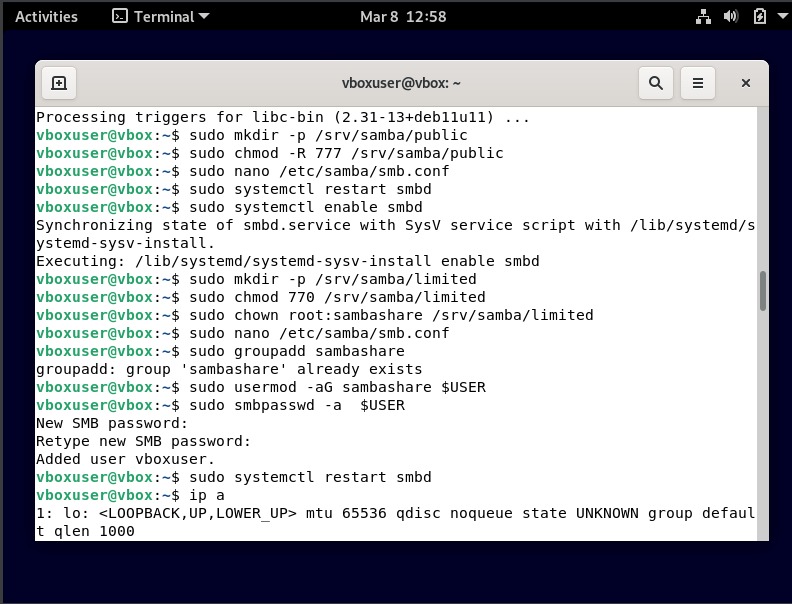 Activities Terminal Mar 8 12:58
vboxuser@vbox: ~
Processing triggers for libc-bin (2.31-13+deb11u11) ...
vboxuser@vbox:~$ sudo mkdir -p /srv/samba/public
vboxuser@vbox:~$ sudo chmod -R 777 /srv/samba/public
vboxuser@vbox:~$ sudo nano /etc/samba/smb.conf
vboxuser@vbox:~$ sudo systemctl restart smbd
vboxuser@vbox:~$ sudo systemctl enable smbd
Synchronizing state of smbd.service with SysV service script with /lib/systemd/s
ystemd-sysv-install.
Executing: /lib/systemd/systemd-sysv-install enable smbd
vboxuser@vbox:~$ sudo mkdir -p /srv/samba/limited
vboxuser@vbox:~$ sudo chmod 770 /srv/samba/limited
vboxuser@vbox:~$ sudo chown root:sambashare /srv/samba/limited
vboxuser@vbox:~$ sudo nano /etc/samba/smb.conf
vboxuser@vbox:~$ sudo groupadd sambashare
groupadd: group 'sambashare' already exists
vboxuser@vbox:~$ sudo usermod -aG sambashare $USER
vboxuser@vbox:~$ sudo smbpasswd -a  $USER
New SMB password:
Retype new SMB password:
Added user vboxuser.
vboxuser@vbox:~$ sudo systemctl restart smbd
vboxuser@vbox:~$ ip a
1: lo: <LOOPBACK,UP,LOWER_UP> mtu 65536 qdisc noqueue state UNKNOWN group defaul
t qlen 1000